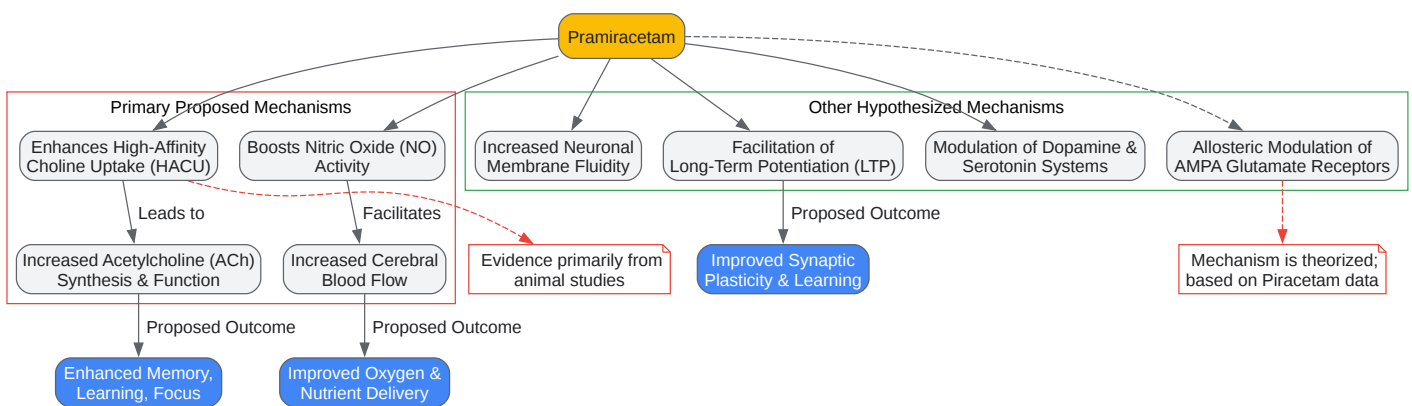 Pramiracetam
Primary Proposed Mechanisms
Other Hypothesized Mechanisms
Enhances High-Affinity
Choline Uptake (HACU)
Boosts Nitric Oxide (NO)
Activity
Increased Neuronal
Membrane Fluidity
Facilitation of
Long-Term Potentiation (LTP)
Modulation of Dopamine &
Serotonin Systems
Allosteric Modulation of
AMPA Glutamate Receptors
Leads to
Facilitates
Proposed Outcome
Increased Acetylcholine (ACh)
Synthesis & Function
Increased Cerebral
Blood Flow
Evidence primarily from
animal studies
Improved Synaptic
Plasticity & Learning
Mechanism is theorized;
based on Piracetam data
Proposed Outcome
Proposed Outcome
Enhanced Memory,
Learning, Focus
Improved Oxygen &
Nutrient Delivery